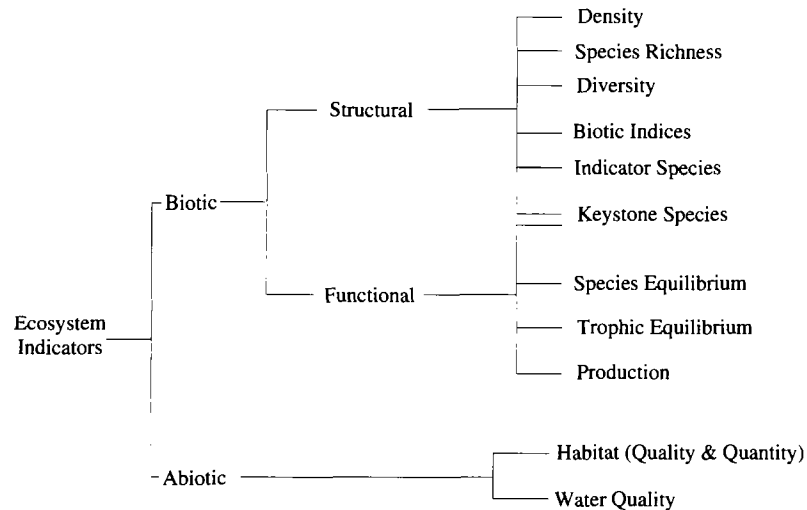 Density
Species Richness
Diversity
Structural
Biotic Indices
Indicator Species
Biotic
Keystone Species
Functional
Species Equilibrium
Ecosystem
Indicators
Trophic Equilibrium
Production
Habitat (Quality & Quantity)
Abiotic
Water Quality